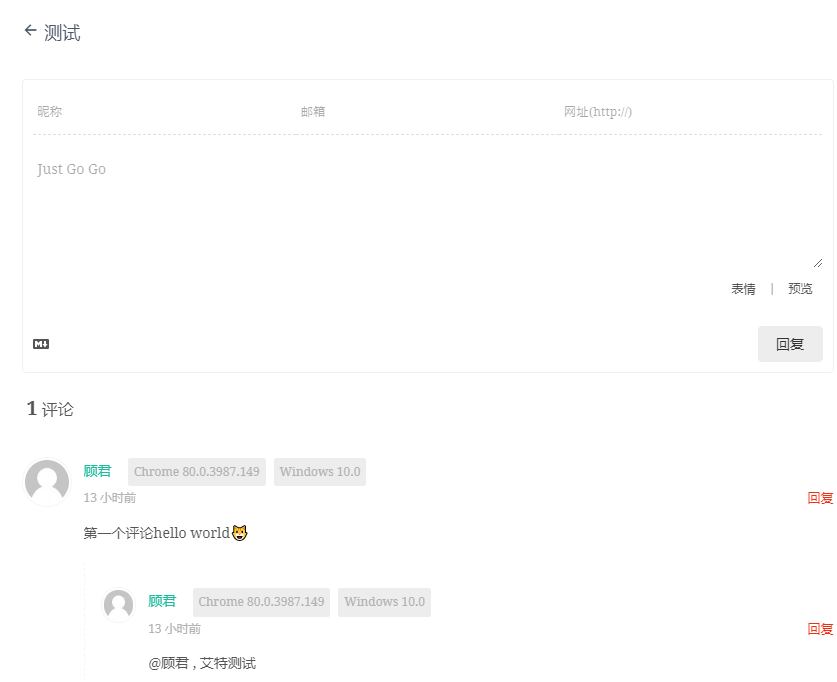 ← 测试
昵称 邮箱 网址(http://)
Just Go Go
表情 | 预览
M↓ 回复
1 评论
顾君 Chrome 80.0.3987.149 Windows 10.0
13 小时前 回复
第一个评论hello world🐯
顾君 Chrome 80.0.3987.149 Windows 10.0
13 小时前 回复
@顾君 , 艾特测试